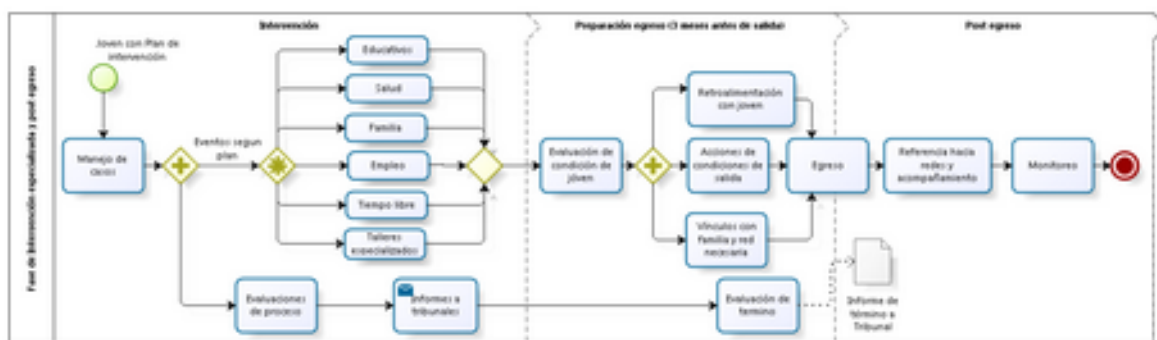 Fase de Intervención especializada y post egreso
Intervención
Preparación egreso (3 meses antes de salida)
Post egreso
Joven con Plan de
intervención
Manejo de
casos
Eventos segun
plan
Educativos
Salud
Familia
Empleo
Tiempo libre
Talleres
especializados
Evaluaciones
de proceso
Informes a
tribunales
Evaluación de
condición de
jóven
Retroalimentación
con joven
Acciones de
condiciones de
salida
Vínculos con
familia y red
necesaria
Egreso
Evaluación de
termino
Referencia hacia
redes y
acompañamiento
Monitoreo
Informe de
término a
Tribunal